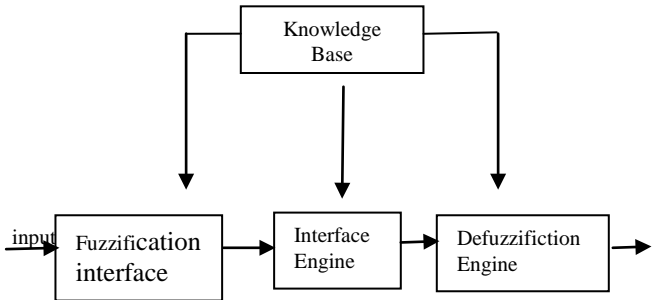 Knowledge
Base
input
Fuzzification
interface
Interface
Engine
Defuzzifiction
Engine